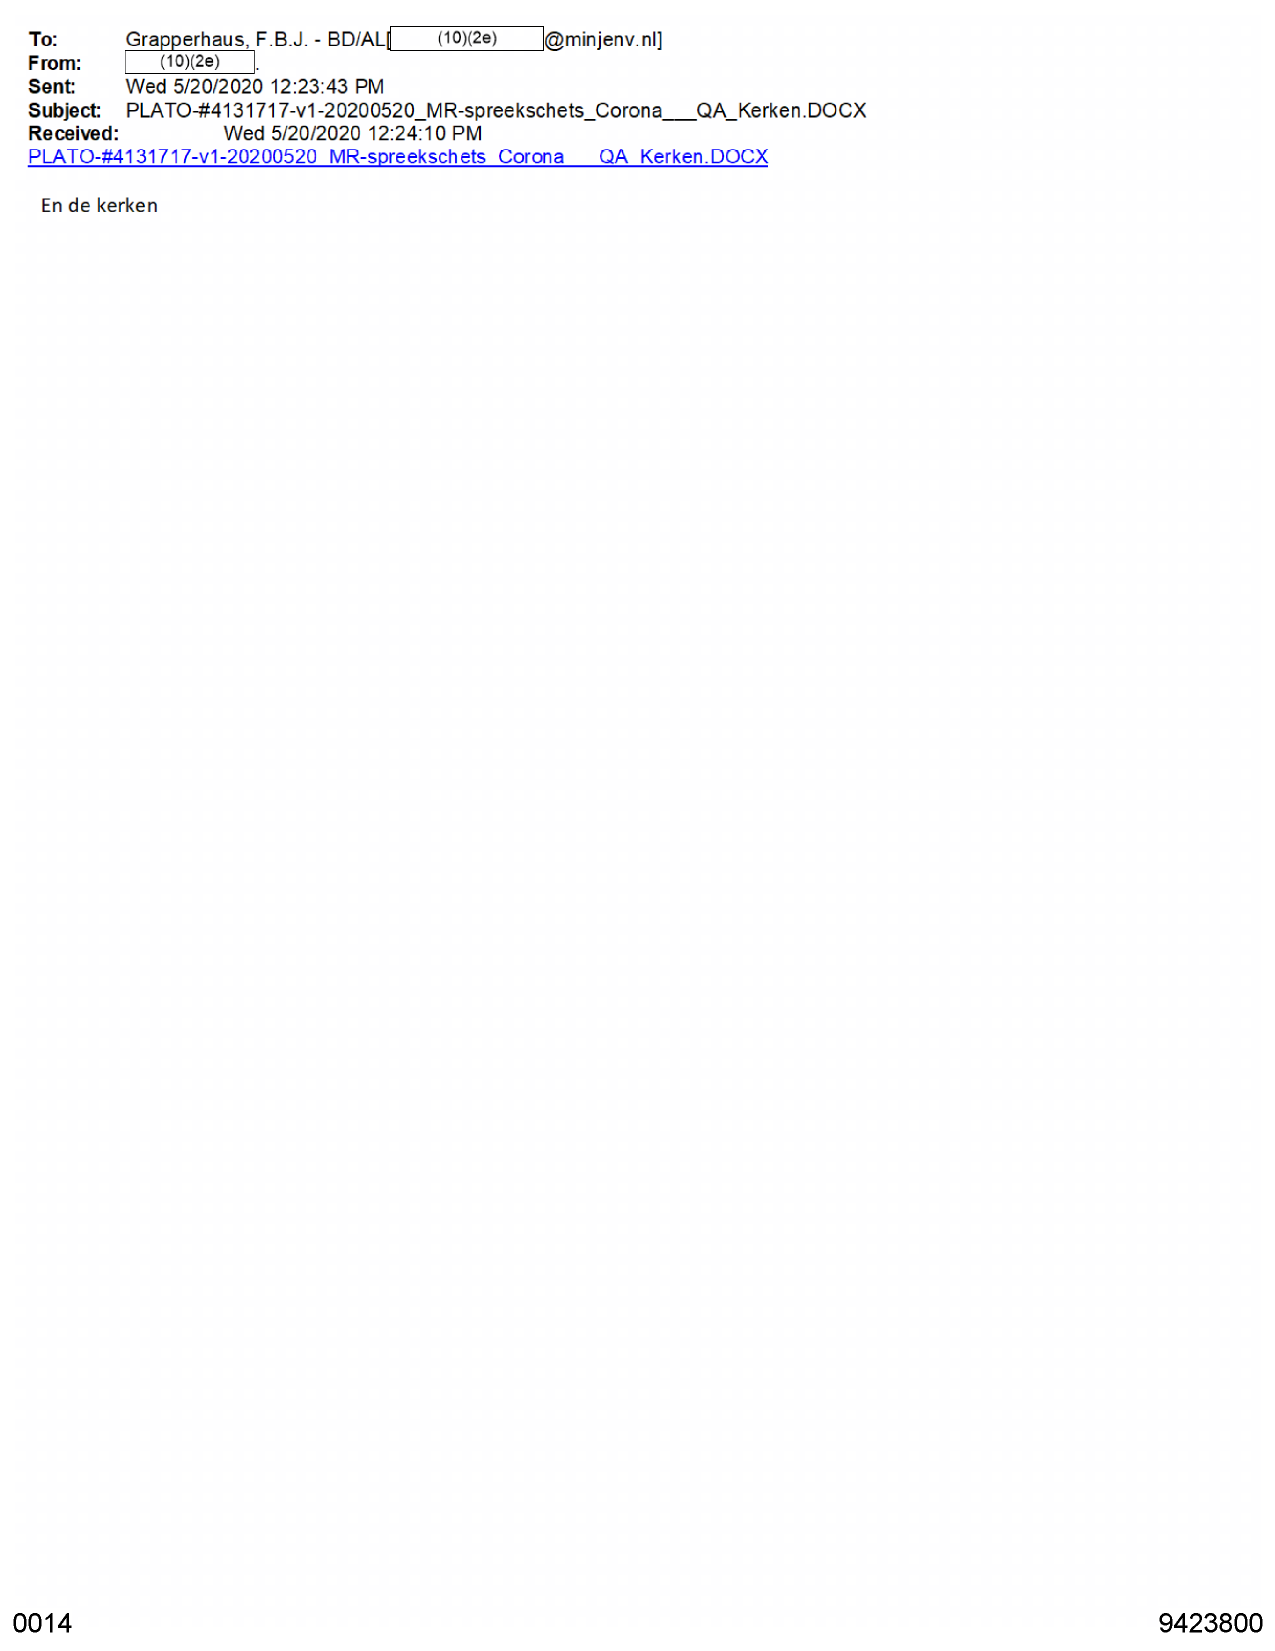 To: Grapperhaus, F.B.J. - BD/AL[ (10)(2e) @minjenv.nl]
From: (10)(2e) .
Sent: Wed 5/20/2020 12:23:43 PM
Subject: PLATO-#4131717-v1-20200520_MR-spreekschets_Corona___QA_Kerken.DOCX
Received: Wed 5/20/2020 12:24:10 PM
PLATO-#4131717-v1-20200520_MR-spreekschets_Corona___QA_Kerken.DOCX
En de kerken
0014 9423800